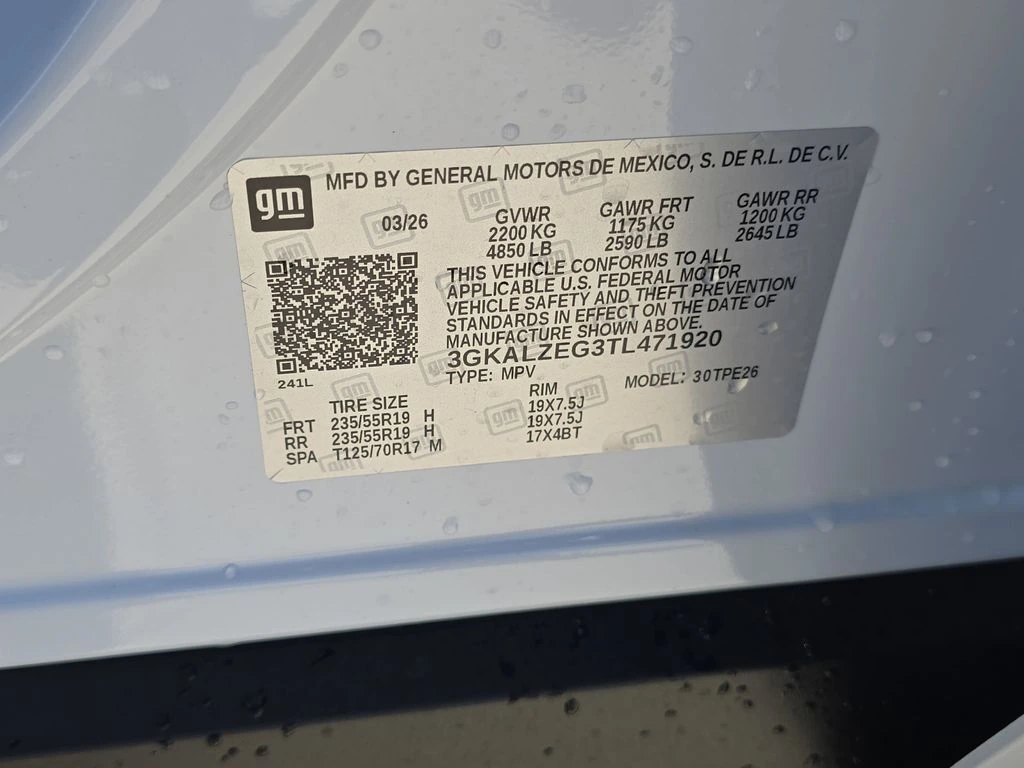 gm
MFD BY GENERAL MOTORS DE MEXICO, S. DE R.L. DE C.V.
03/26 GVWR GAWR FRT GAWR RR
2200 KG 1175 KG 1200 KG
4850 LB 2590 LB 2645 LB
THIS VEHICLE CONFORMS TO ALL
APPLICABLE U.S. FEDERAL MOTOR
VEHICLE SAFETY AND THEFT PREVENTION
STANDARDS IN EFFECT ON THE DATE OF
MANUFACTURE SHOWN ABOVE.
3GKALZEG3TL471920
241L
TYPE: MPV MODEL: 30TPE26
TIRE SIZE RIM
FRT 235/55R19 H 19X7.5J
RR 235/55R19 H 19X7.5J
SPA T125/70R17 M 17X4BT